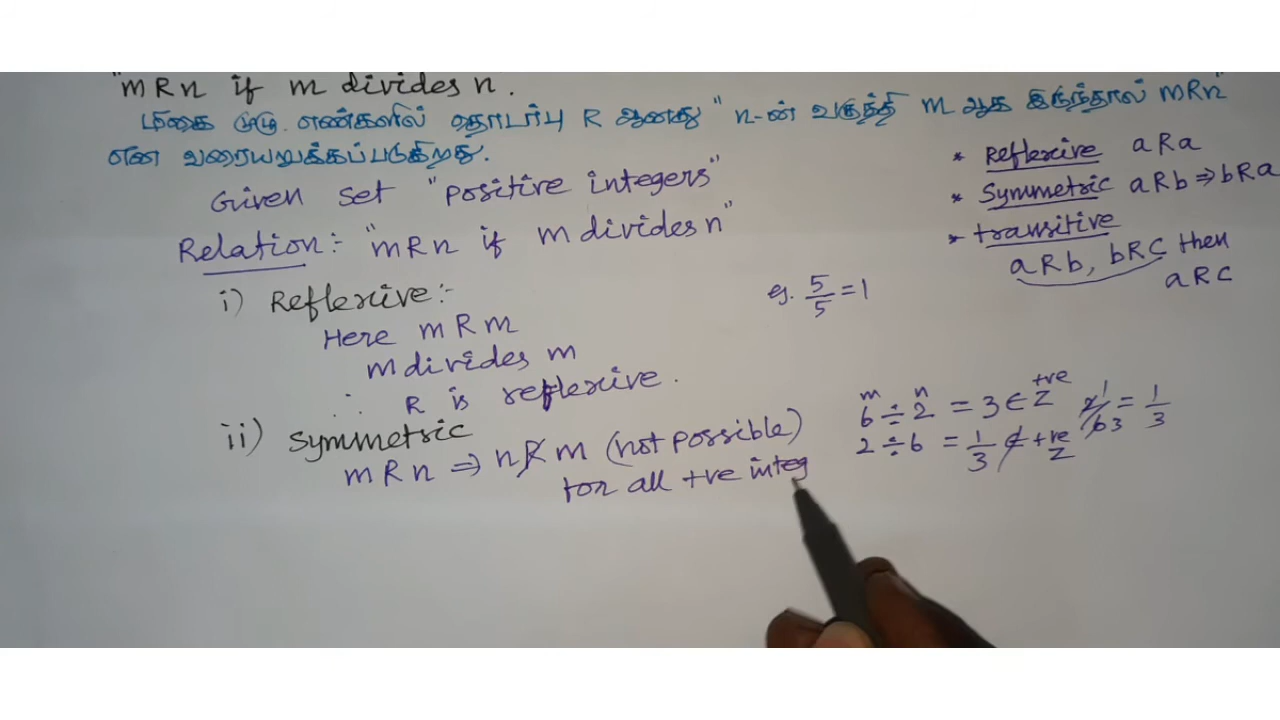 "mRn if m divides n.
மிகை முழு எண்களில் தொடர்பு R ஆனது "n-ன் வகுத்தி m ஆக இருந்தால் mRn"
என வரையறுக்கப்படுகிறது.
Given set "positive integers"
Relation:- "mRn if m divides n"
i) Reflexive:-
Here mRm
m divides m
∴ R is reflexive.
eg. 5/5 = 1
ii) Symmetric
mRn ⇒ n R̸ m (not possible)
for all +ve integ
* Reflexive aRa
* Symmetric aRb ⇒ bRa
* transitive
aRb, bRC then
aRC
m n +ve
6 ÷ 2 = 3 ∈ Z
2 ÷ 6 = 1/3 ∉ +ve Z
= 1/3